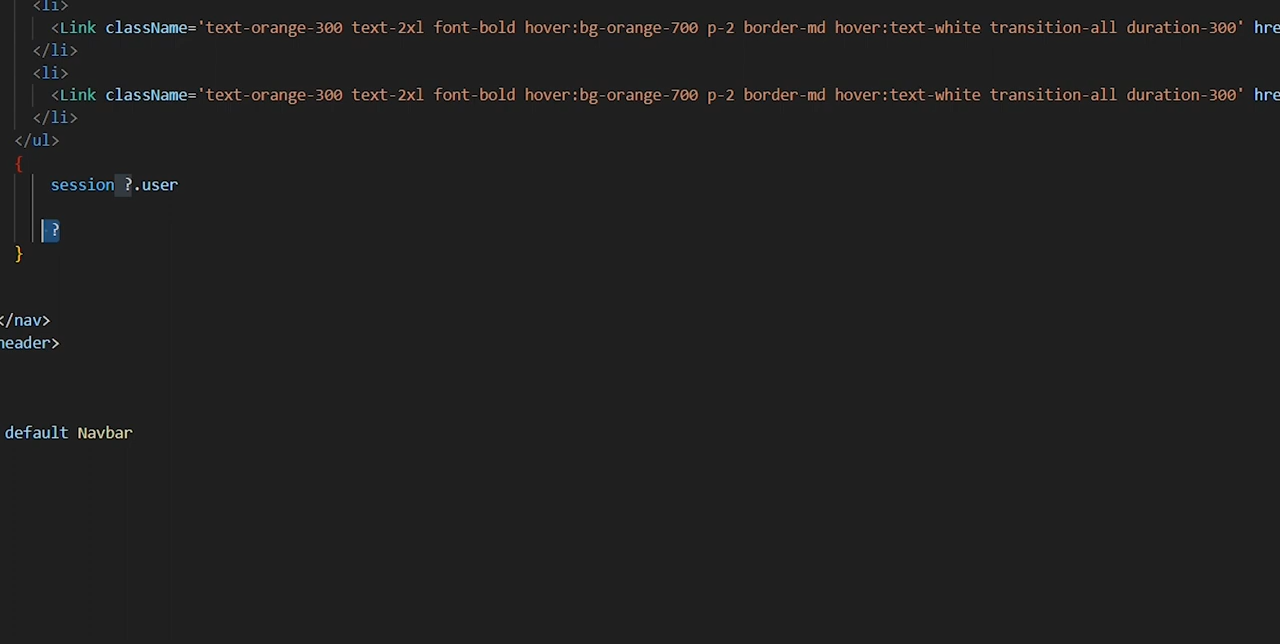 <li>
<Link className='text-orange-300 text-2xl font-bold hover:bg-orange-700 p-2 border-md hover:text-white transition-all duration-300' hre
</li>
<li>
<Link className='text-orange-300 text-2xl font-bold hover:bg-orange-700 p-2 border-md hover:text-white transition-all duration-300' hre
</li>
</ul>
{
session ?.user
?
}
</nav>
header>
default Navbar